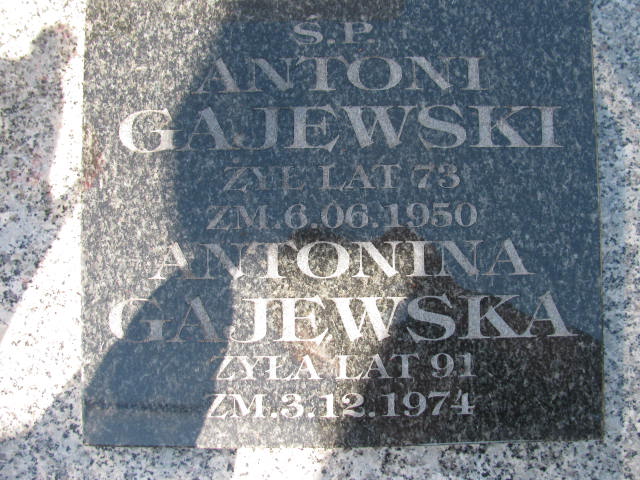 Ś.P.
ANTONI
GAJEWSKI
ŻYŁ LAT 73
ZM.6.06.1950
ANTONINA
GAJEWSKA
ŻYŁA LAT 91
ZM.3.12.1974